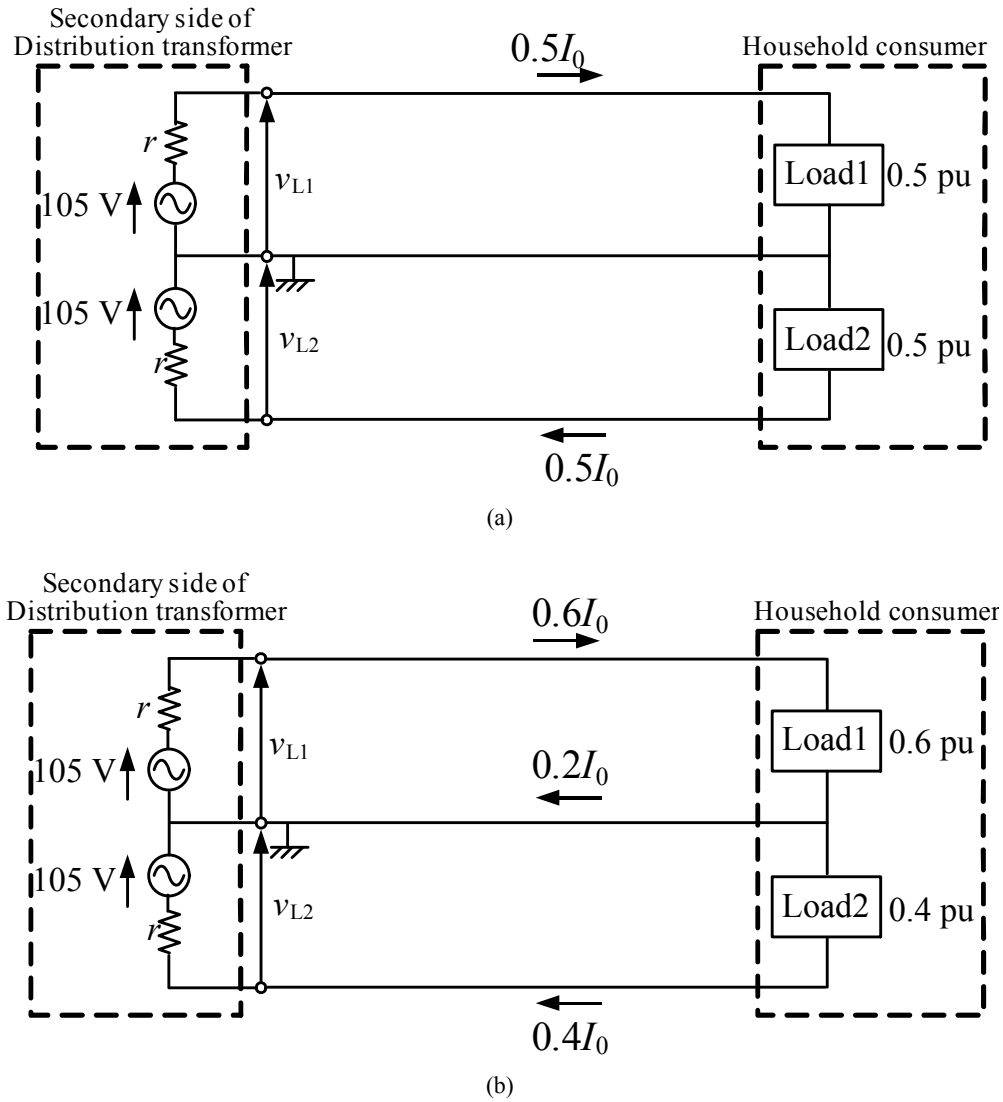 Secondary side of
Distribution transformer
Household consumer
0.5I0
r
105 V
vL1
Load1 0.5 pu
105 V
vL2
r
Load2 0.5 pu
0.5I0
(a)
Secondary side of
Distribution transformer
Household consumer
0.6I0
r
105 V
vL1
Load1 0.6 pu
0.2I0
105 V
vL2
r
Load2 0.4 pu
0.4I0
(b)